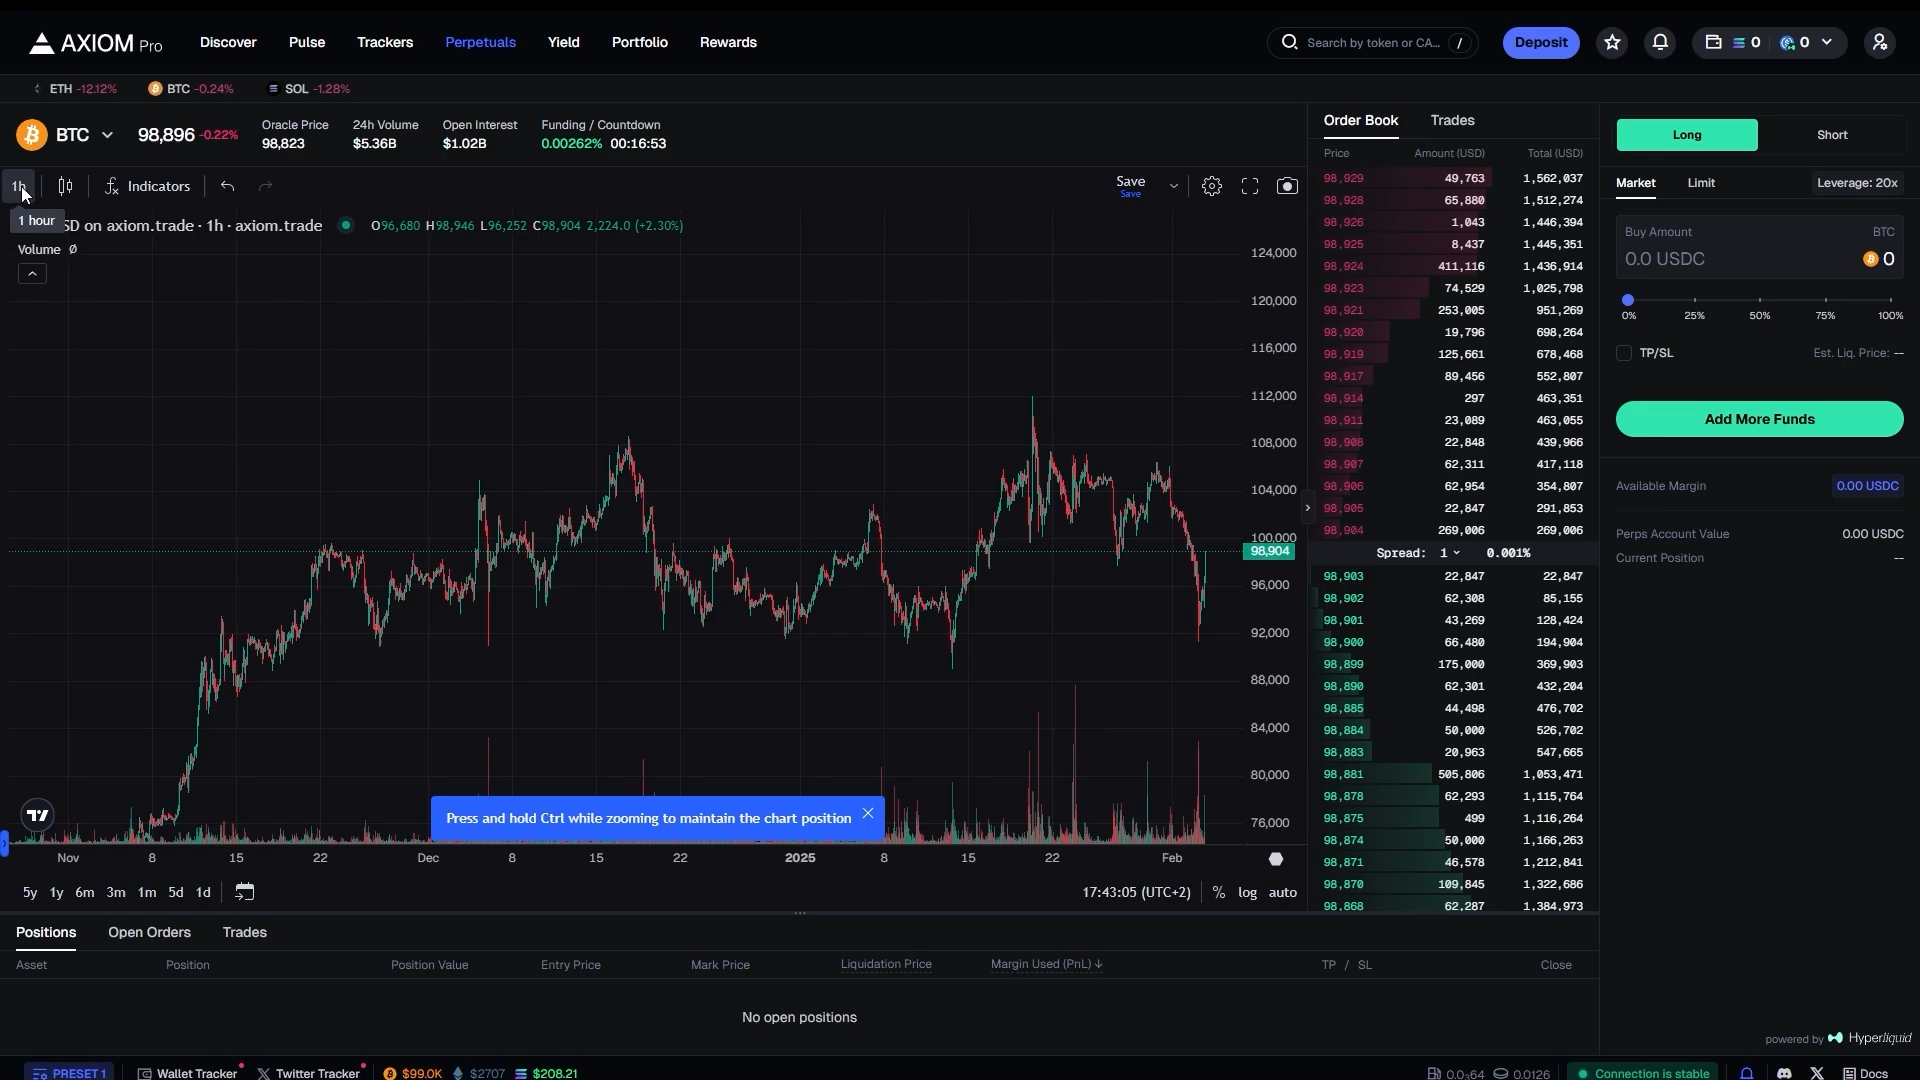 AXIOM Pro Discover Pulse Trackers Perpetuals Yield Portfolio Rewards Search by token or CA... / Deposit 0 0
ETH -12.12% BTC -0.24% SOL -1.28%
BTC 98,896 -0.22%
Oracle Price 24h Volume Open Interest Funding / Countdown
98,823 $5.36B $1.02B 0.00262% 00:16:53
1h Indicators Save
Save
1 hour
SD on axiom.trade · 1h · axiom.trade O96,680 H98,946 L96,252 C98,904 2,224.0 (+2.30%)
Volume Ø
124,000
120,000
116,000
112,000
108,000
104,000
100,000
98,904
96,000
92,000
88,000
84,000
80,000
76,000
Press and hold Ctrl while zooming to maintain the chart position
Nov 8 15 22 Dec 8 15 22 2025 8 15 22 Feb
5y 1y 6m 3m 1m 5d 1d 17:43:05 (UTC+2) % log auto
Order Book Trades
Price Amount (USD) Total (USD)
98,929 49,763 1,562,037
98,928 65,880 1,512,274
98,926 1,043 1,446,394
98,925 8,437 1,445,351
98,924 411,116 1,436,914
98,923 74,529 1,025,798
98,921 253,005 951,269
98,920 19,796 698,264
98,919 125,661 678,468
98,917 89,456 552,807
98,914 297 463,351
98,911 23,089 463,055
98,908 22,848 439,966
98,907 62,311 417,118
98,906 62,954 354,807
98,905 22,847 291,853
98,904 269,006 269,006
Spread: 1 0.001%
98,903 22,847 22,847
98,902 62,308 85,155
98,901 43,269 128,424
98,900 66,480 194,904
98,899 175,000 369,903
98,890 62,301 432,204
98,885 44,498 476,702
98,884 50,000 526,702
98,883 20,963 547,665
98,881 505,806 1,053,471
98,878 62,293 1,115,764
98,875 499 1,116,264
98,874 50,000 1,166,263
98,871 46,578 1,212,841
98,870 109,845 1,322,686
98,868 62,287 1,384,973
Long Short
Market Limit Leverage: 20x
Buy Amount BTC
0.0 USDC 0
0% 25% 50% 75% 100%
TP/SL Est. Liq. Price: --
Add More Funds
Available Margin 0.00 USDC
Perps Account Value 0.00 USDC
Current Position --
powered by Hyperliquid
Positions Open Orders Trades
Asset Position Position Value Entry Price Mark Price Liquidation Price Margin Used (PnL) ↓ TP / SL Close
No open positions
PRESET 1 Wallet Tracker Twitter Tracker $99.0K $2707 $208.21 0.0₃64 0.0126 Connection is stable Docs